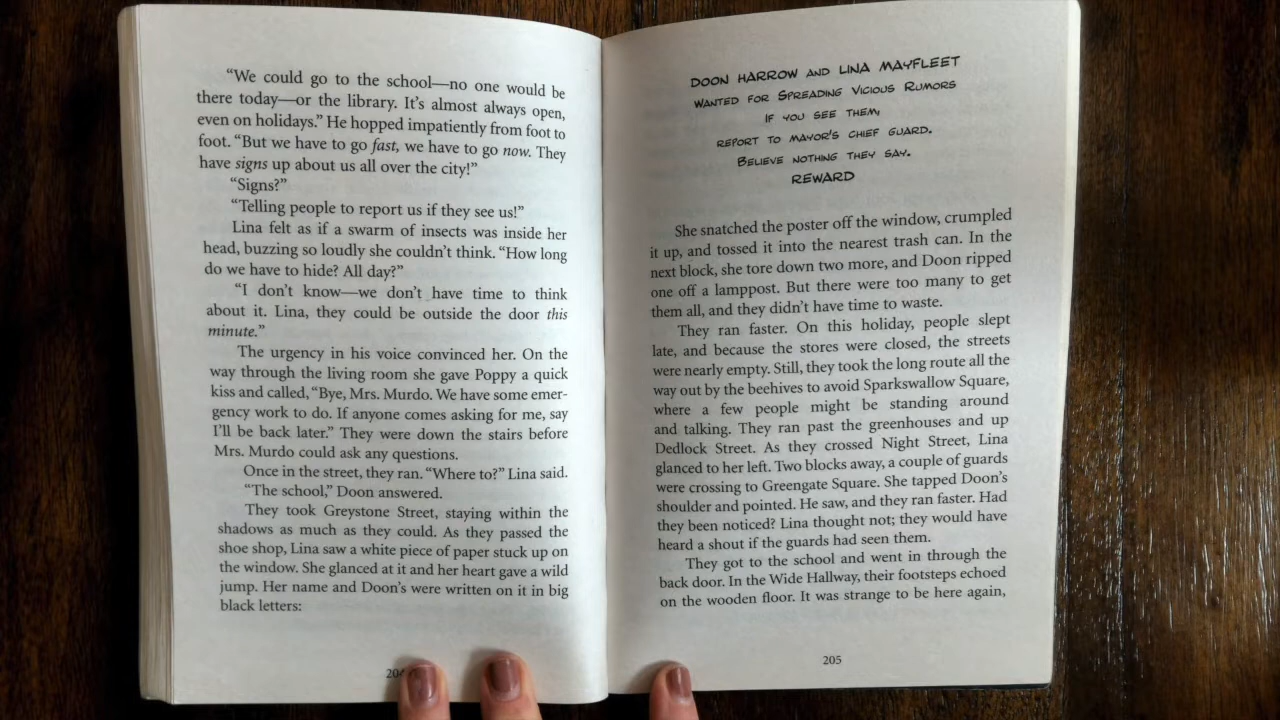 “We could go to the school—no one would be
there today—or the library. It’s almost always open,
even on holidays.” He hopped impatiently from foot to
foot. “But we have to go fast, we have to go now. They
have signs up about us all over the city!”
“Signs?”
“Telling people to report us if they see us!”
Lina felt as if a swarm of insects was inside her
head, buzzing so loudly she couldn’t think. “How long
do we have to hide? All day?”
“I don’t know—we don’t have time to think
about it. Lina, they could be outside the door this
minute.”
The urgency in his voice convinced her. On the
way through the living room she gave Poppy a quick
kiss and called, “Bye, Mrs. Murdo. We have some emer-
gency work to do. If anyone comes asking for me, say
I’ll be back later.” They were down the stairs before
Mrs. Murdo could ask any questions.
Once in the street, they ran. “Where to?” Lina said.
“The school,” Doon answered.
They took Greystone Street, staying within the
shadows as much as they could. As they passed the
shoe shop, Lina saw a white piece of paper stuck up on
the window. She glanced at it and her heart gave a wild
jump. Her name and Doon’s were written on it in big
black letters:
204
DOON HARROW AND LINA MAYFLEET
WANTED FOR SPREADING VICIOUS RUMORS
IF YOU SEE THEM,
REPORT TO MAYOR’S CHIEF GUARD.
BELIEVE NOTHING THEY SAY.
REWARD
She snatched the poster off the window, crumpled
it up, and tossed it into the nearest trash can. In the
next block, she tore down two more, and Doon ripped
one off a lamppost. But there were too many to get
them all, and they didn’t have time to waste.
They ran faster. On this holiday, people slept
late, and because the stores were closed, the streets
were nearly empty. Still, they took the long route all the
way out by the beehives to avoid Sparkswallow Square,
where a few people might be standing around
and talking. They ran past the greenhouses and up
Dedlock Street. As they crossed Night Street, Lina
glanced to her left. Two blocks away, a couple of guards
were crossing to Greengate Square. She tapped Doon’s
shoulder and pointed. He saw, and they ran faster. Had
they been noticed? Lina thought not; they would have
heard a shout if the guards had seen them.
They got to the school and went in through the
back door. In the Wide Hallway, their footsteps echoed
on the wooden floor. It was strange to be here again,
205